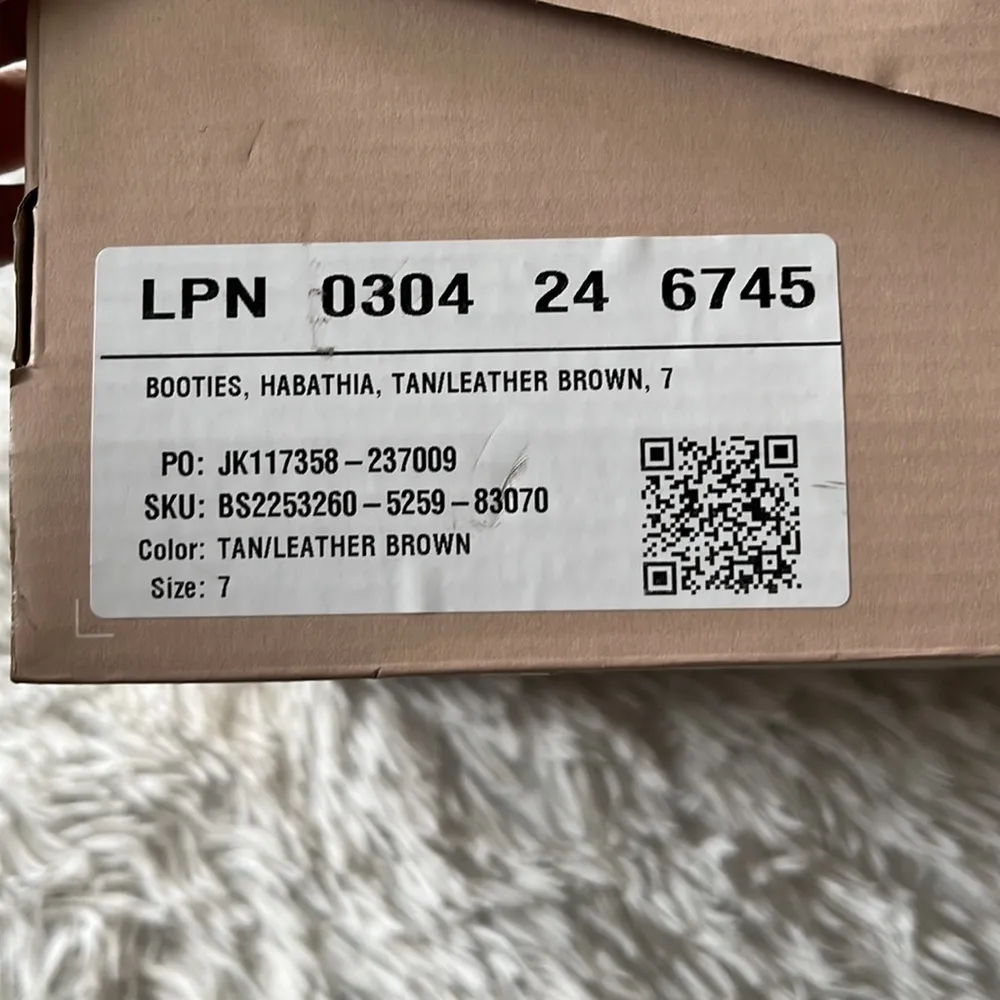 LPN 0304 24 6745
BOOTIES, HABATHIA, TAN/LEATHER BROWN, 7
PO: JK117358-237009
SKU: BS2253260-5259-83070
Color: TAN/LEATHER BROWN
Size: 7